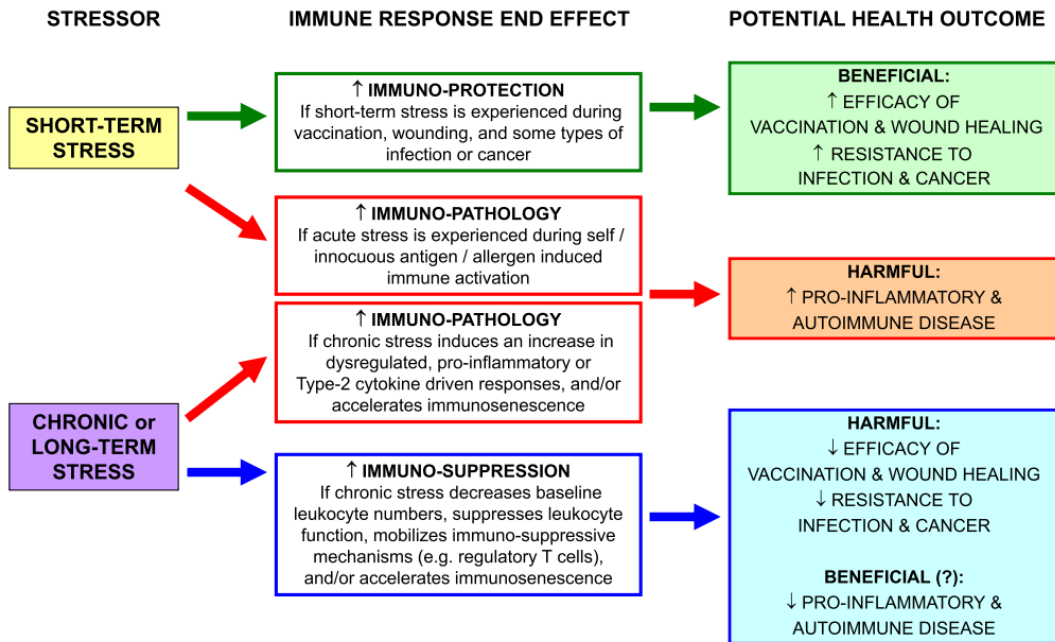 STRESSOR
IMMUNE RESPONSE END EFFECT
POTENTIAL HEALTH OUTCOME
SHORT-TERM
STRESS
↑ IMMUNO-PROTECTION
If short-term stress is experienced during
vaccination, wounding, and some types of
infection or cancer
BENEFICIAL:
↑ EFFICACY OF
VACCINATION & WOUND HEALING
↑ RESISTANCE TO
INFECTION & CANCER
↑ IMMUNO-PATHOLOGY
If acute stress is experienced during self /
innocuous antigen / allergen induced
immune activation
↑ IMMUNO-PATHOLOGY
If chronic stress induces an increase in
dysregulated, pro-inflammatory or
Type-2 cytokine driven responses, and/or
accelerates immunosenescence
HARMFUL:
↑ PRO-INFLAMMATORY &
AUTOIMMUNE DISEASE
CHRONIC or
LONG-TERM
STRESS
↑ IMMUNO-SUPPRESSION
If chronic stress decreases baseline
leukocyte numbers, suppresses leukocyte
function, mobilizes immuno-suppressive
mechanisms (e.g. regulatory T cells),
and/or accelerates immunosenescence
HARMFUL:
↓ EFFICACY OF
VACCINATION & WOUND HEALING
↓ RESISTANCE TO
INFECTION & CANCER
BENEFICIAL (?):
↓ PRO-INFLAMMATORY &
AUTOIMMUNE DISEASE